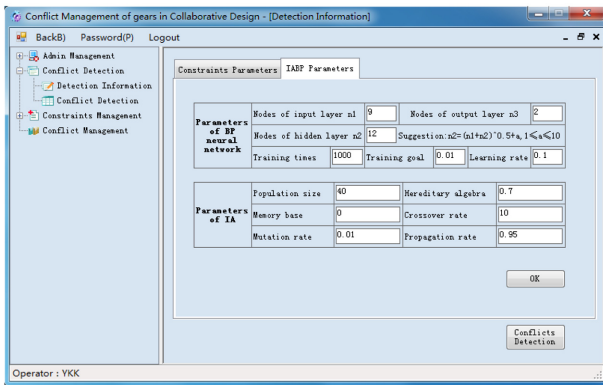 Conflict Management of gears in Collaborative Design - [Detection Information]
BackB) Password(P) Logout
Admin Management
Conflict Detection
Detection Information
Conflict Detection
Constraints Management
Conflict Management
Constraints Parameters IABP Parameters
Parameters of BP neural network
Nodes of input layer n1 9 Nodes of output layer n3 2
Nodes of hidden layer n2 12 Suggestion:n2=(n1+n2)^0.5+a,1≤a≤10
Training times 1000 Training goal 0.01 Learning rate 0.1
Parameters of IA
Population size 40 Hereditary algebra 0.7
Memory base 0 Crossover rate 10
Mutation rate 0.01 Propagation rate 0.95
OK
Conflicts
Detection
Operator : YKK